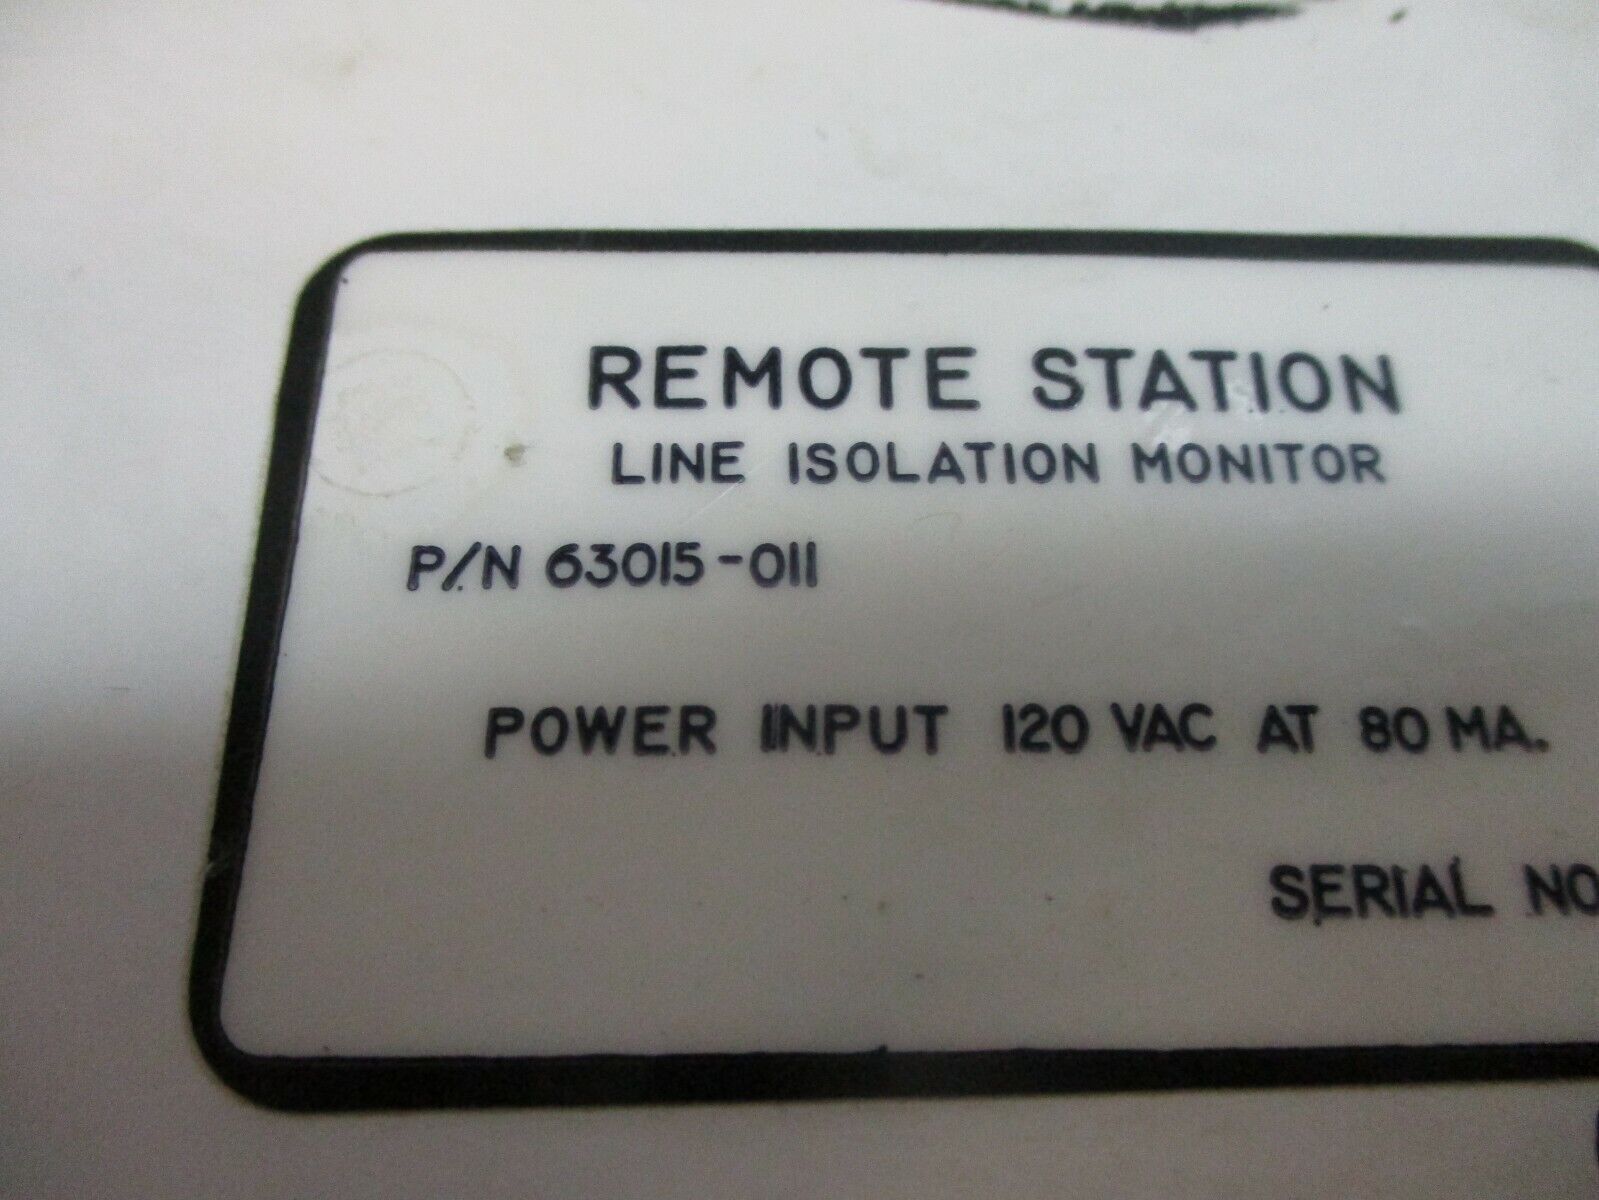 REMOTE STATION
LINE ISOLATION MONITOR
P/N 63015-011
POWER INPUT 120 VAC AT 80 MA.
SERIAL NO